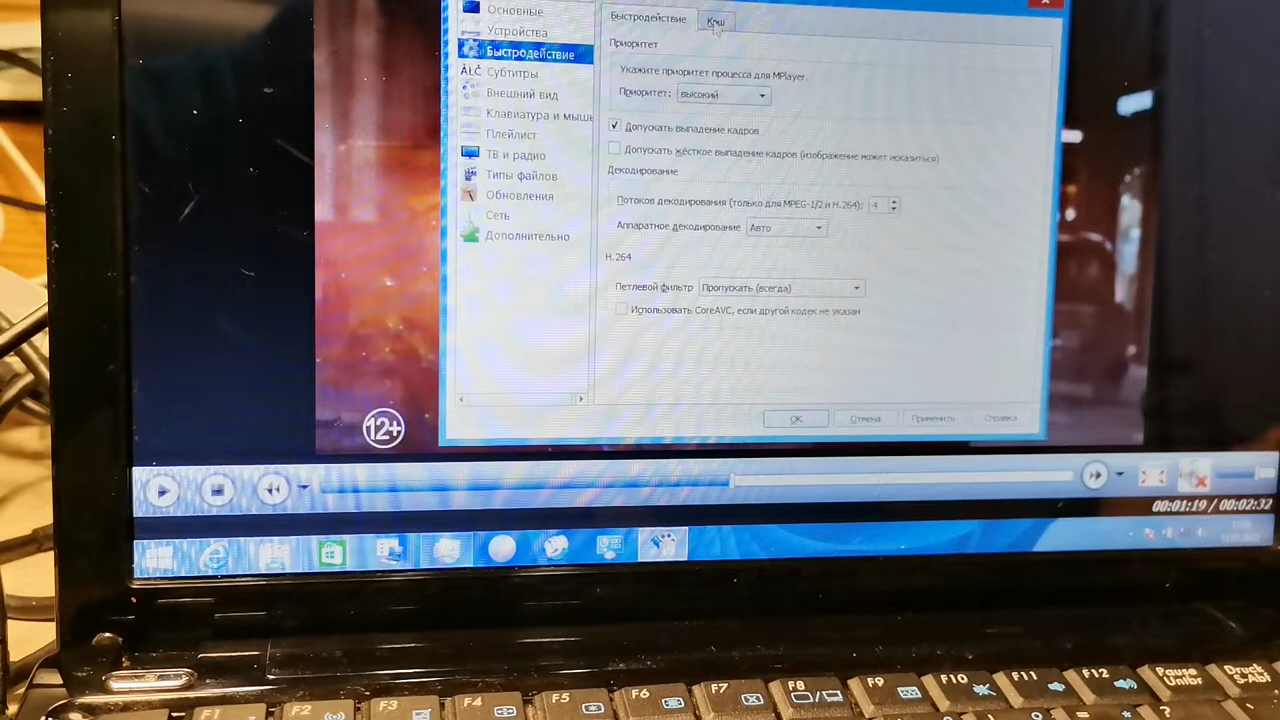 Основные
Устройства
Быстродействие
Субтитры
Внешний вид
Клавиатура и мышь
Плейлист
ТВ и радио
Типы файлов
Обновления
Сеть
Дополнительно
Быстродействие Кэш
Приоритет
Укажите приоритет процесса для MPlayer.
Приоритет: высокий
Допускать выпадение кадров
Допускать жёсткое выпадение кадров (изображение может исказиться)
Декодирование
Потоков декодирования (только для MPEG-1/2 и H.264): 4
Аппаратное декодирование Авто
H.264
Петлевой фильтр Пропускать (всегда)
Использовать CoreAVC, если другой кодек не указан
OK Отмена Применить Справка
12+
00:01:19 / 00:02:32
F1 F2 F3 F4 F5 F6 F7 F8 F9 F10 F11 F12 Pause Untbr Druck S-Abf